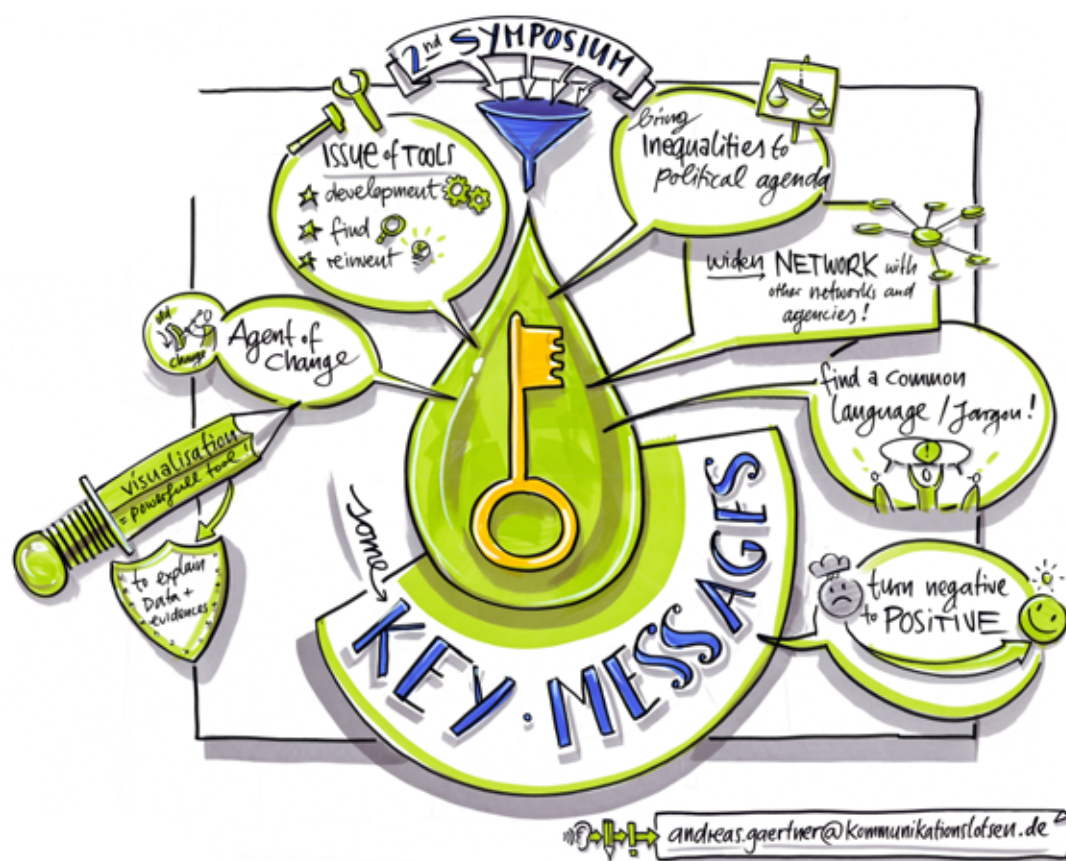 2nd SYMPOSIUM
ISSUE of TOOLS
development
find
reinvent
bring
Inequalities to
political agenda
widen NETWORK with
other networks and
agencies!
Agent of
change
old
change
find a common
language / Jargon!
!
visualisation
= powerfull tool!
to explain
Data +
evidences
turn negative
to POSITIVE
some
KEY·MESSAGES
andreas.gaertner@kommunikationslotsen.de